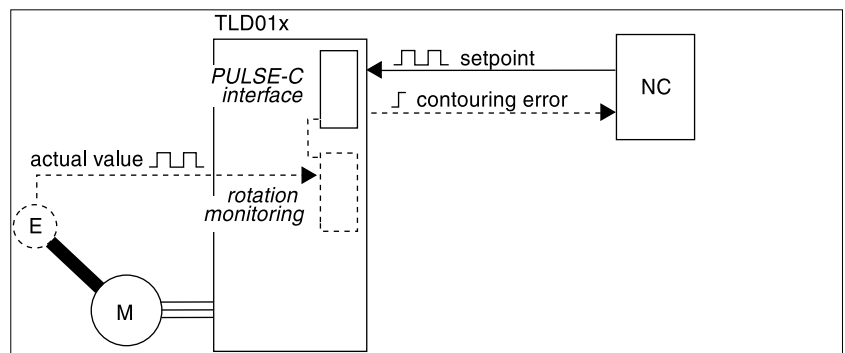 TLD01x
PULSE-C
interface
setpoint
NC
contouring error
actual value
rotation
monitoring
E
M